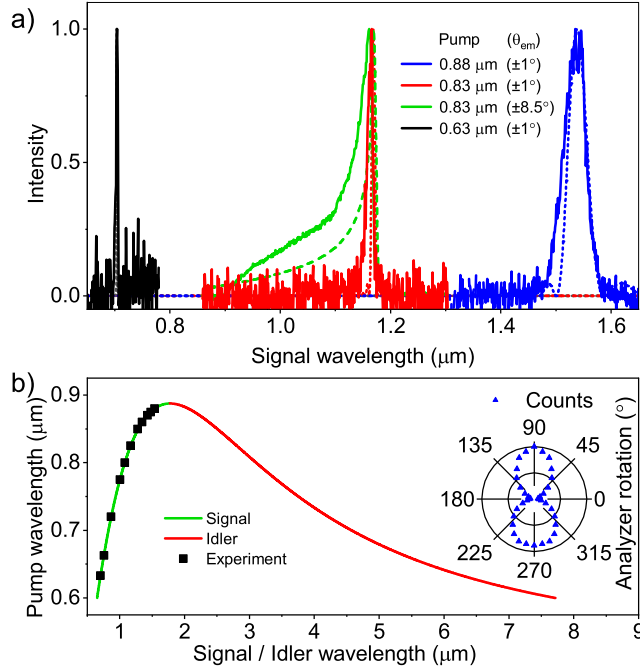 a)
Intensity
1.0
0.5
0.0
Pump (θem)
0.88 μm (±1°)
0.83 μm (±1°)
0.83 μm (±8.5°)
0.63 μm (±1°)
0.8 1.0 1.2 1.4 1.6
Signal wavelength (μm)
b)
Pump wavelength (μm)
0.9
0.8
0.7
0.6
Signal
Idler
Experiment
Counts
90
135 45
180 0
225 315
270
Analyzer rotation (°)
1 2 3 4 5 6 7 8 9
Signal / Idler wavelength (μm)